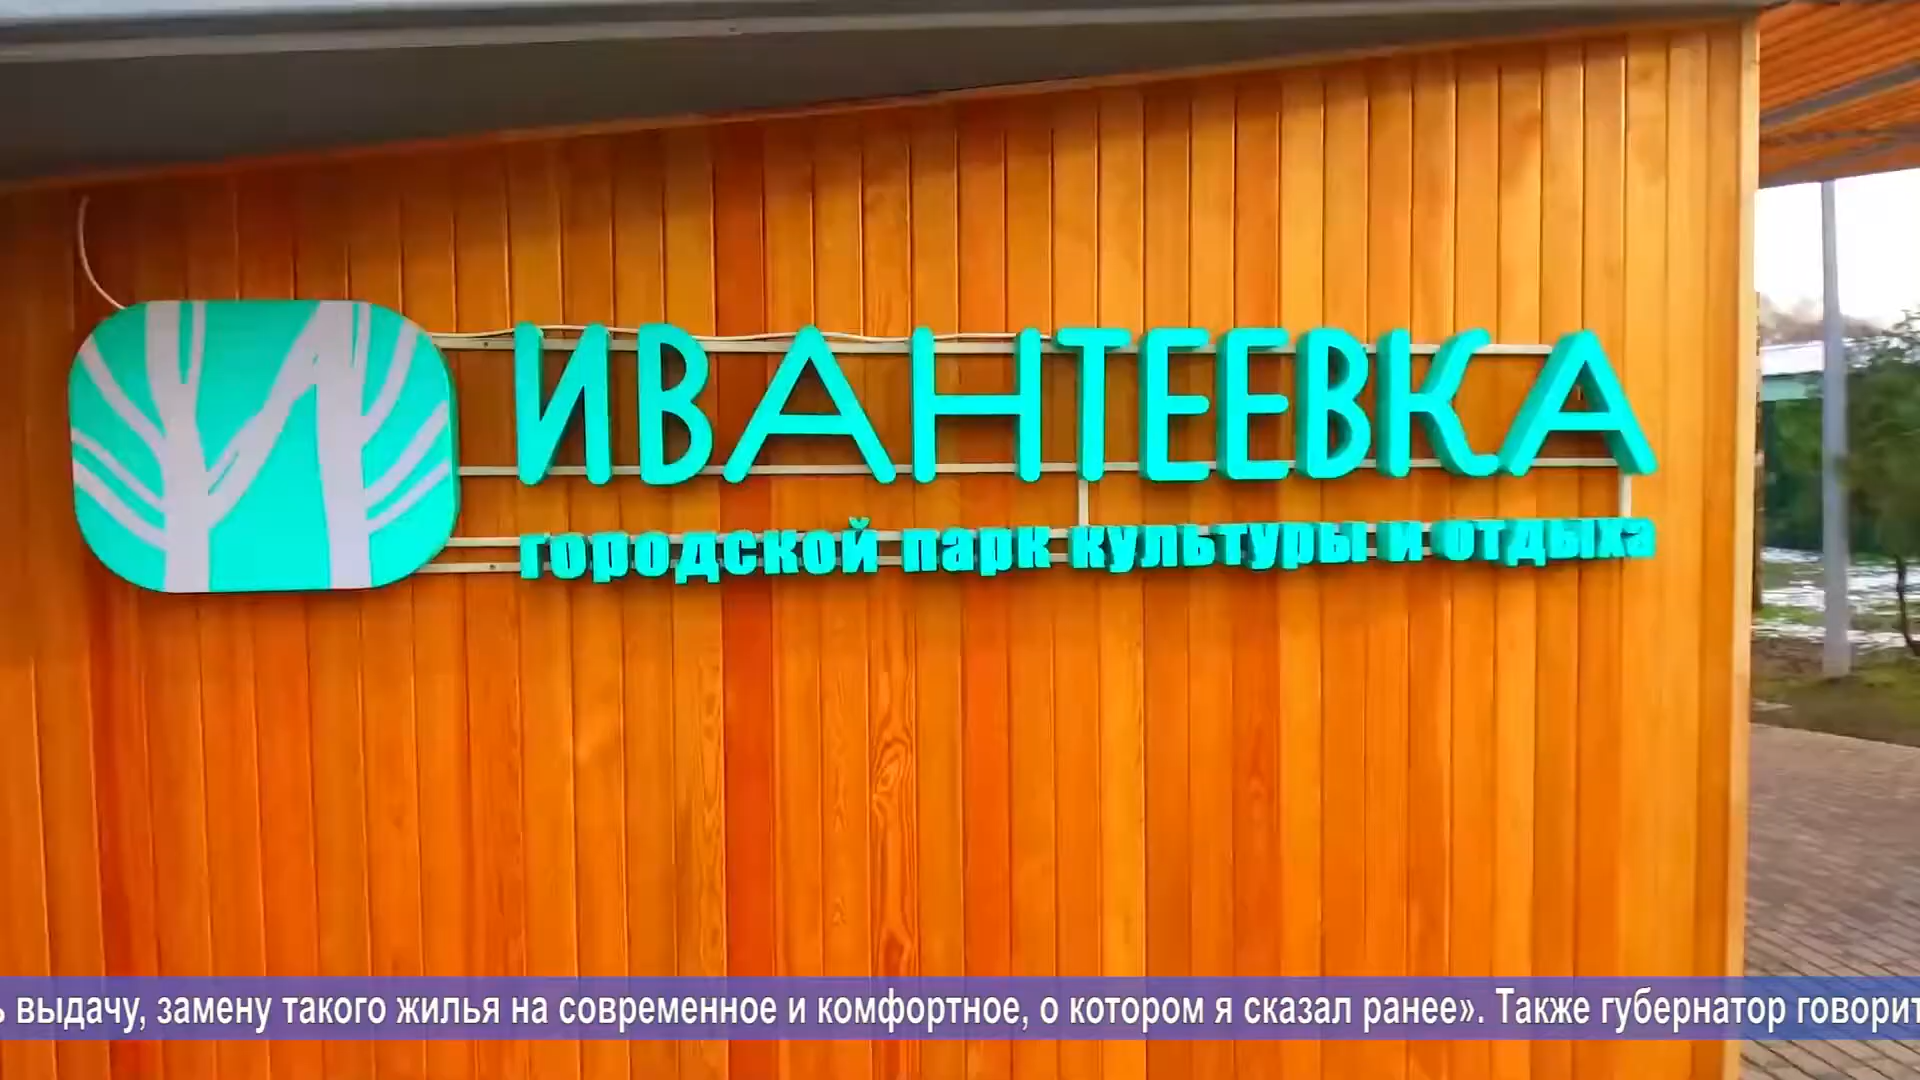 ИВАНТЕЕВКА
городской парк культуры и отдыха
выдачу, замену такого жилья на современное и комфортное, о котором я сказал ранее». Также губернатор говорит